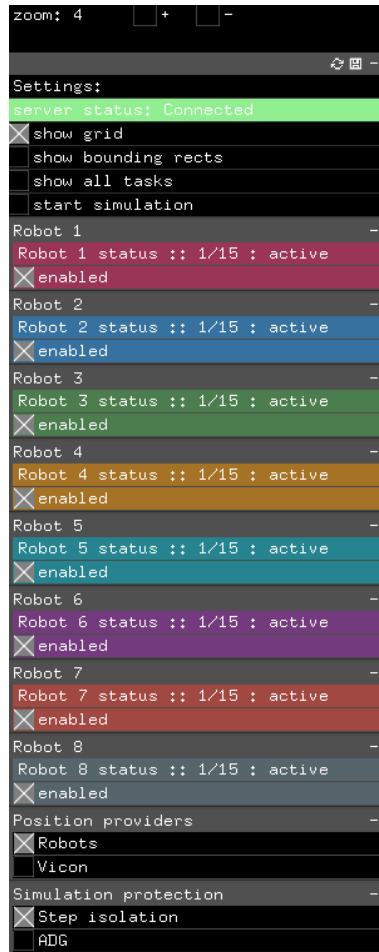 zoom: 4 + -
-
Settings:
server status: Connected
show grid
show bounding rects
show all tasks
start simulation
Robot 1 -
Robot 1 status :: 1/15 : active
enabled
Robot 2 -
Robot 2 status :: 1/15 : active
enabled
Robot 3 -
Robot 3 status :: 1/15 : active
enabled
Robot 4 -
Robot 4 status :: 1/15 : active
enabled
Robot 5 -
Robot 5 status :: 1/15 : active
enabled
Robot 6 -
Robot 6 status :: 1/15 : active
enabled
Robot 7 -
Robot 7 status :: 1/15 : active
enabled
Robot 8 -
Robot 8 status :: 1/15 : active
enabled
Position providers -
Robots
Vicon
Simulation protection -
Step isolation
ADG